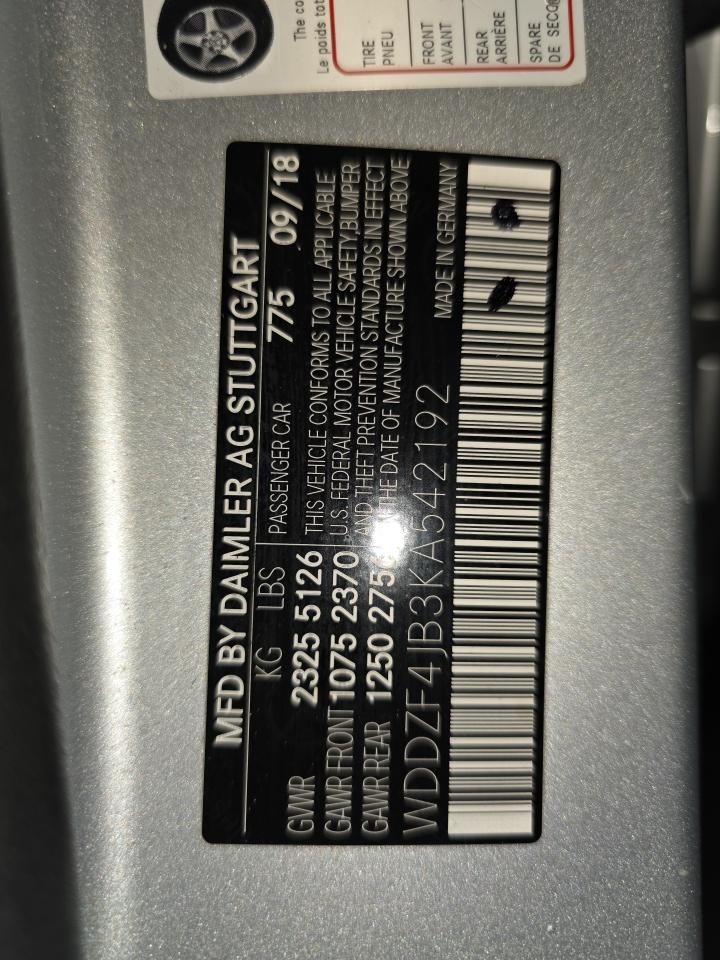 MFD BY DAIMLER AG STUTTGART
KG LBS PASSENGER CAR 775 09/18
GVWR 2325 5126 THIS VEHICLE CONFORMS TO ALL APPLICABLE
GAWR FRONT 1075 2370 U.S. FEDERAL MOTOR VEHICLE SAFETY, BUMPER
GAWR REAR 1250 AND THEFT PREVENTION STANDARDS IN EFFECT
THE DATE OF MANUFACTURE SHOWN ABOVE
WDDZF4JB3KA542192 MADE IN GERMANY
The co
Le poids tot
TIRE
PNEU
FRONT
AVANT
REAR
ARRIÈRE
SPARE
DE SECO